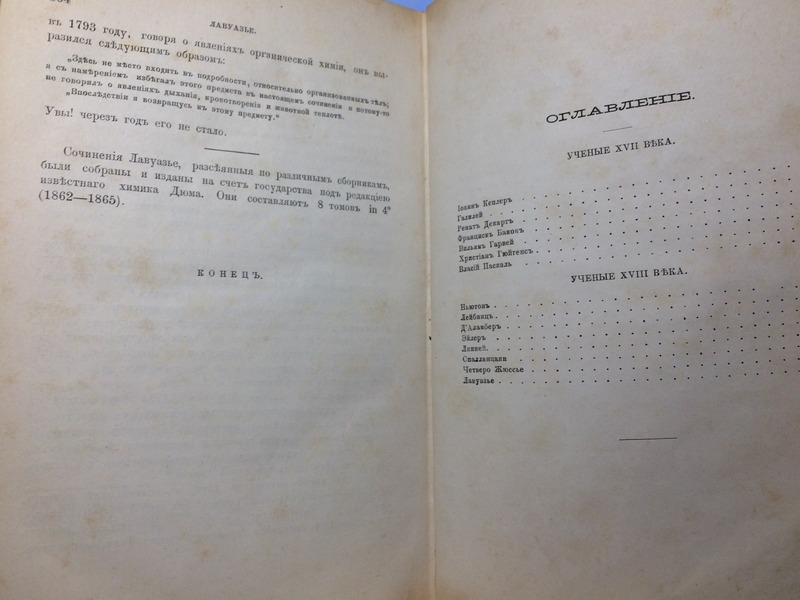 ЛАВУАЗЬЕ.
въ 1793 году, говоря о явленіяхъ органической химіи, онъ вы-
разился слѣдующимъ образомъ:
„Здѣсь не мѣсто входить въ подробности, относительно организованныхъ тѣлъ;
я съ намѣреніемъ избѣгалъ этого предмета въ настоящемъ сочиненіи и потому-то
не говорилъ о явленіяхъ дыханія, кровотворенія и животной теплотѣ.
„Впослѣдствіи я возвращусь къ этому предмету.“
Увы! черезъ годъ его не стало.
Сочиненія Лавуазье, разсѣянныя по различнымъ сборникамъ,
были собраны и изданы на счетъ государства подъ редакціею
извѣстнаго химика Дюма. Они составляютъ 8 томовъ in 4°
(1862—1865).
КОНЕЦЪ.
ОГЛАВЛЕНІЕ.
УЧЕНЫЕ XVII ВѢКА.
Іоаннъ Кеплеръ
Галилей
Ренатъ Декартъ
Францискъ Баконъ
Вильямъ Гарвей
Христіанъ Гюйгенсъ
Власій Паскаль
УЧЕНЫЕ XVIII ВѢКА.
Ньютонъ
Лейбницъ
Д'Аламберъ
Эйлеръ
Линней
Спалланцани
Четверо Жюссье
Лавуазье